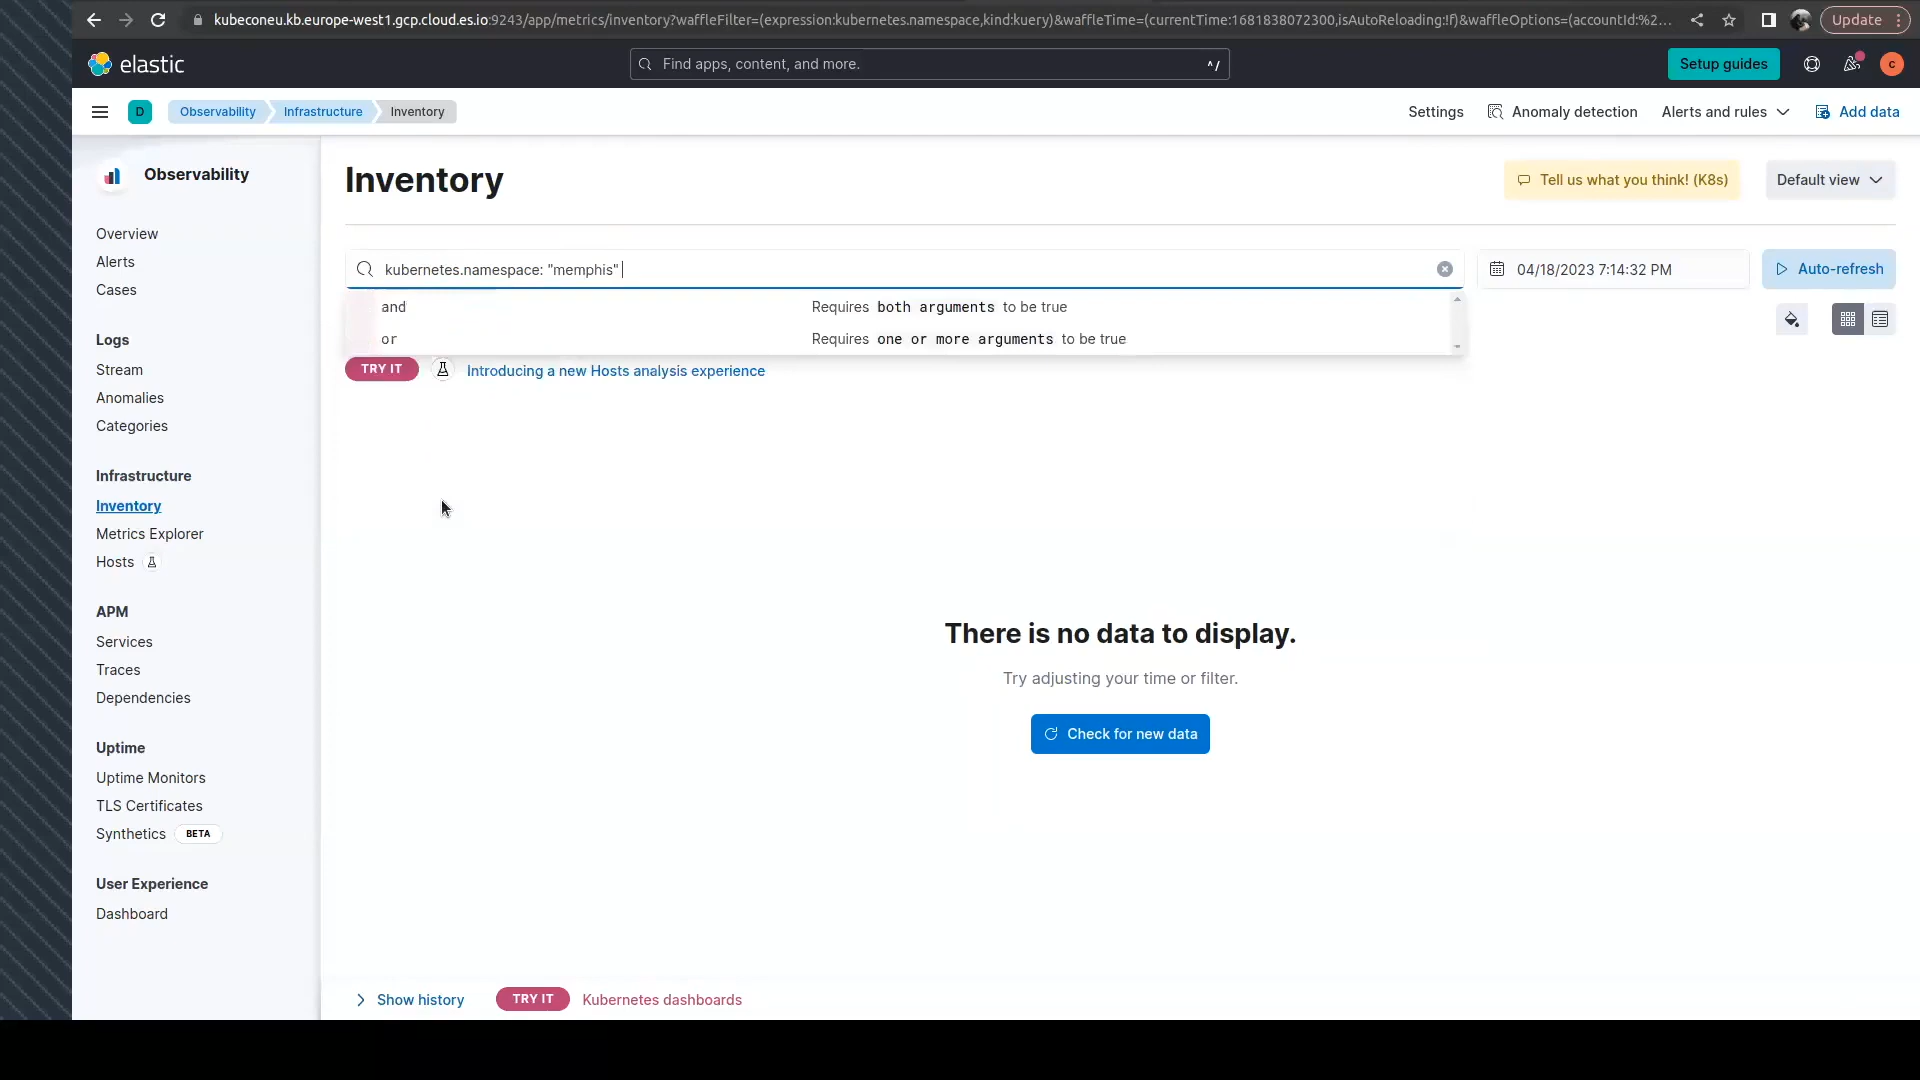 kubeconeu.kb.europe-west1.gcp.cloud.es.io:9243/app/metrics/inventory?waffleFilter=(expression:kubernetes.namespace,kind:kuery)&waffleTime=(currentTime:1681838072300,isAutoReloading:!f)&waffleOptions=(accountId:%2...
Update
elastic
Find apps, content, and more.
^/
Setup guides
c
D
Observability
Infrastructure
Inventory
Settings
Anomaly detection
Alerts and rules
Add data
Observability
Overview
Alerts
Cases
Logs
Stream
Anomalies
Categories
Infrastructure
Inventory
Metrics Explorer
Hosts
APM
Services
Traces
Dependencies
Uptime
Uptime Monitors
TLS Certificates
Synthetics BETA
User Experience
Dashboard
Inventory
Tell us what you think! (K8s)
Default view
kubernetes.namespace: "memphis"
04/18/2023 7:14:32 PM
Auto-refresh
and Requires both arguments to be true
or Requires one or more arguments to be true
TRY IT
Introducing a new Hosts analysis experience
There is no data to display.
Try adjusting your time or filter.
Check for new data
Show history
TRY IT
Kubernetes dashboards